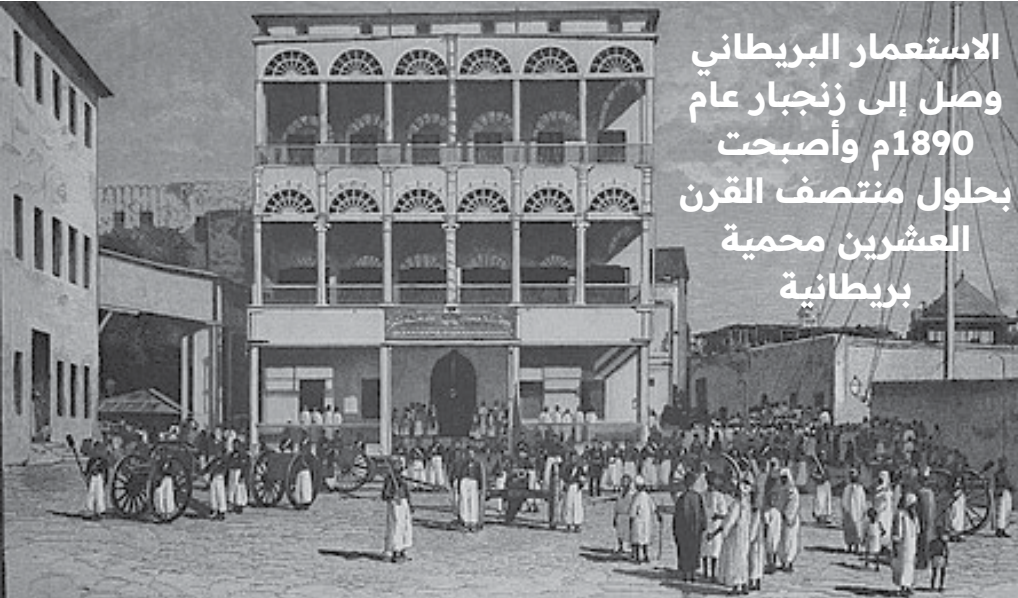 الاستعمار البريطاني
وصل إلى زنجبار عام
1890م وأصبحت
بحلول منتصف القرن
العشرين محمية
بريطانية